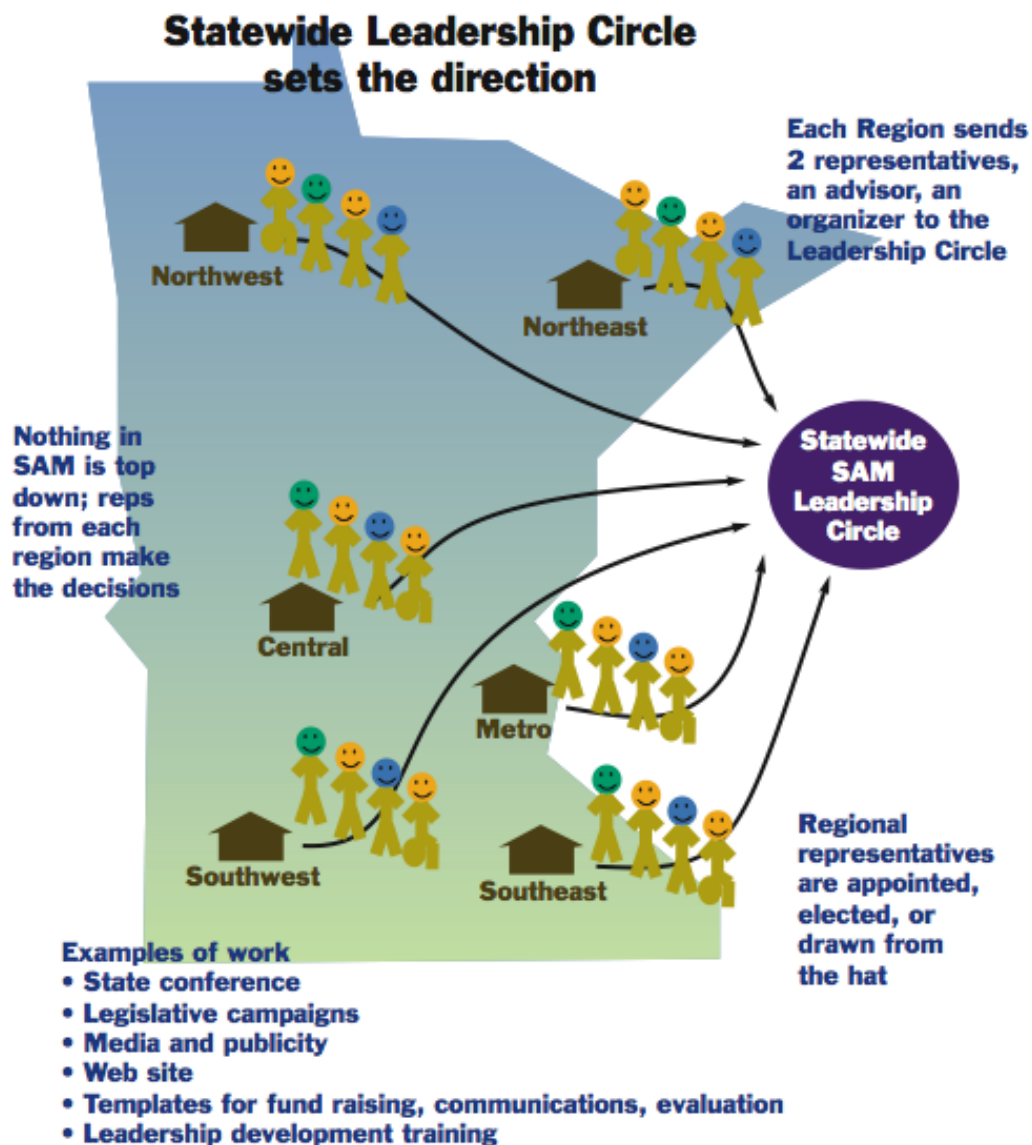 Statewide Leadership Circle
sets the direction
Each Region sends
2 representatives,
an advisor, an
organizer to the
Leadership Circle
Northwest
Northeast
Nothing in
SAM is top
down; reps
from each
region make
the decisions
Statewide
SAM
Leadership
Circle
Central
Metro
Southwest
Southeast
Regional
representatives
are appointed,
elected, or
drawn from
the hat
Examples of work
• State conference
• Legislative campaigns
• Media and publicity
• Web site
• Templates for fund raising, communications, evaluation
• Leadership development training